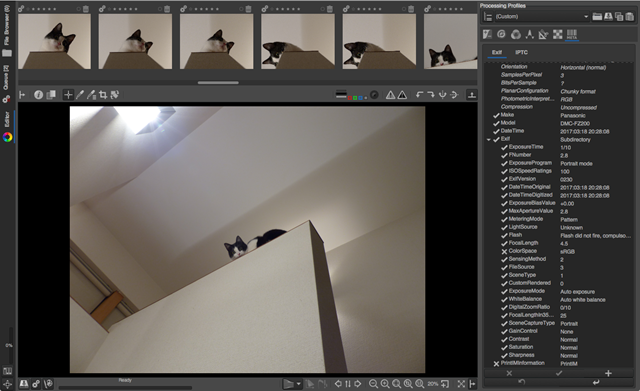 Processing Profiles
(Custom)
File Browser [0]
Queue [2]
Editor
Exif
IPTC
Orientation Horizontal (normal)
SamplesPerPixel 3
BitsPerSample ?
PlanarConfiguration Chunky format
PhotometricInterpret... RGB
Compression Uncompressed
Make Panasonic
Model DMC-FZ200
DateTime 2017:03:18 20:28:08
Exif Subdirectory
ExposureTime 1/10
FNumber 2.8
ExposureProgram Portrait mode
ISOSpeedRatings 100
ExifVersion 0230
DateTimeOriginal 2017:03:18 20:28:08
DateTimeDigitized 2017:03:18 20:28:08
ExposureBiasValue +0.00
MaxApertureValue 2.8
MeteringMode Pattern
LightSource Unknown
Flash Flash did not fire, compulsc...
FocalLength 4.5
ColorSpace sRGB
SensingMethod 2
FileSource 3
SceneType 1
CustomRendered 0
ExposureMode Auto exposure
WhiteBalance Auto white balance
DigitalZoomRatio 0/10
FocalLengthIn35... 25
SceneCaptureType Portrait
GainControl None
Contrast Normal
Saturation Normal
Sharpness Normal
PrintIMInformation PrintIM
0%
Ready
20%